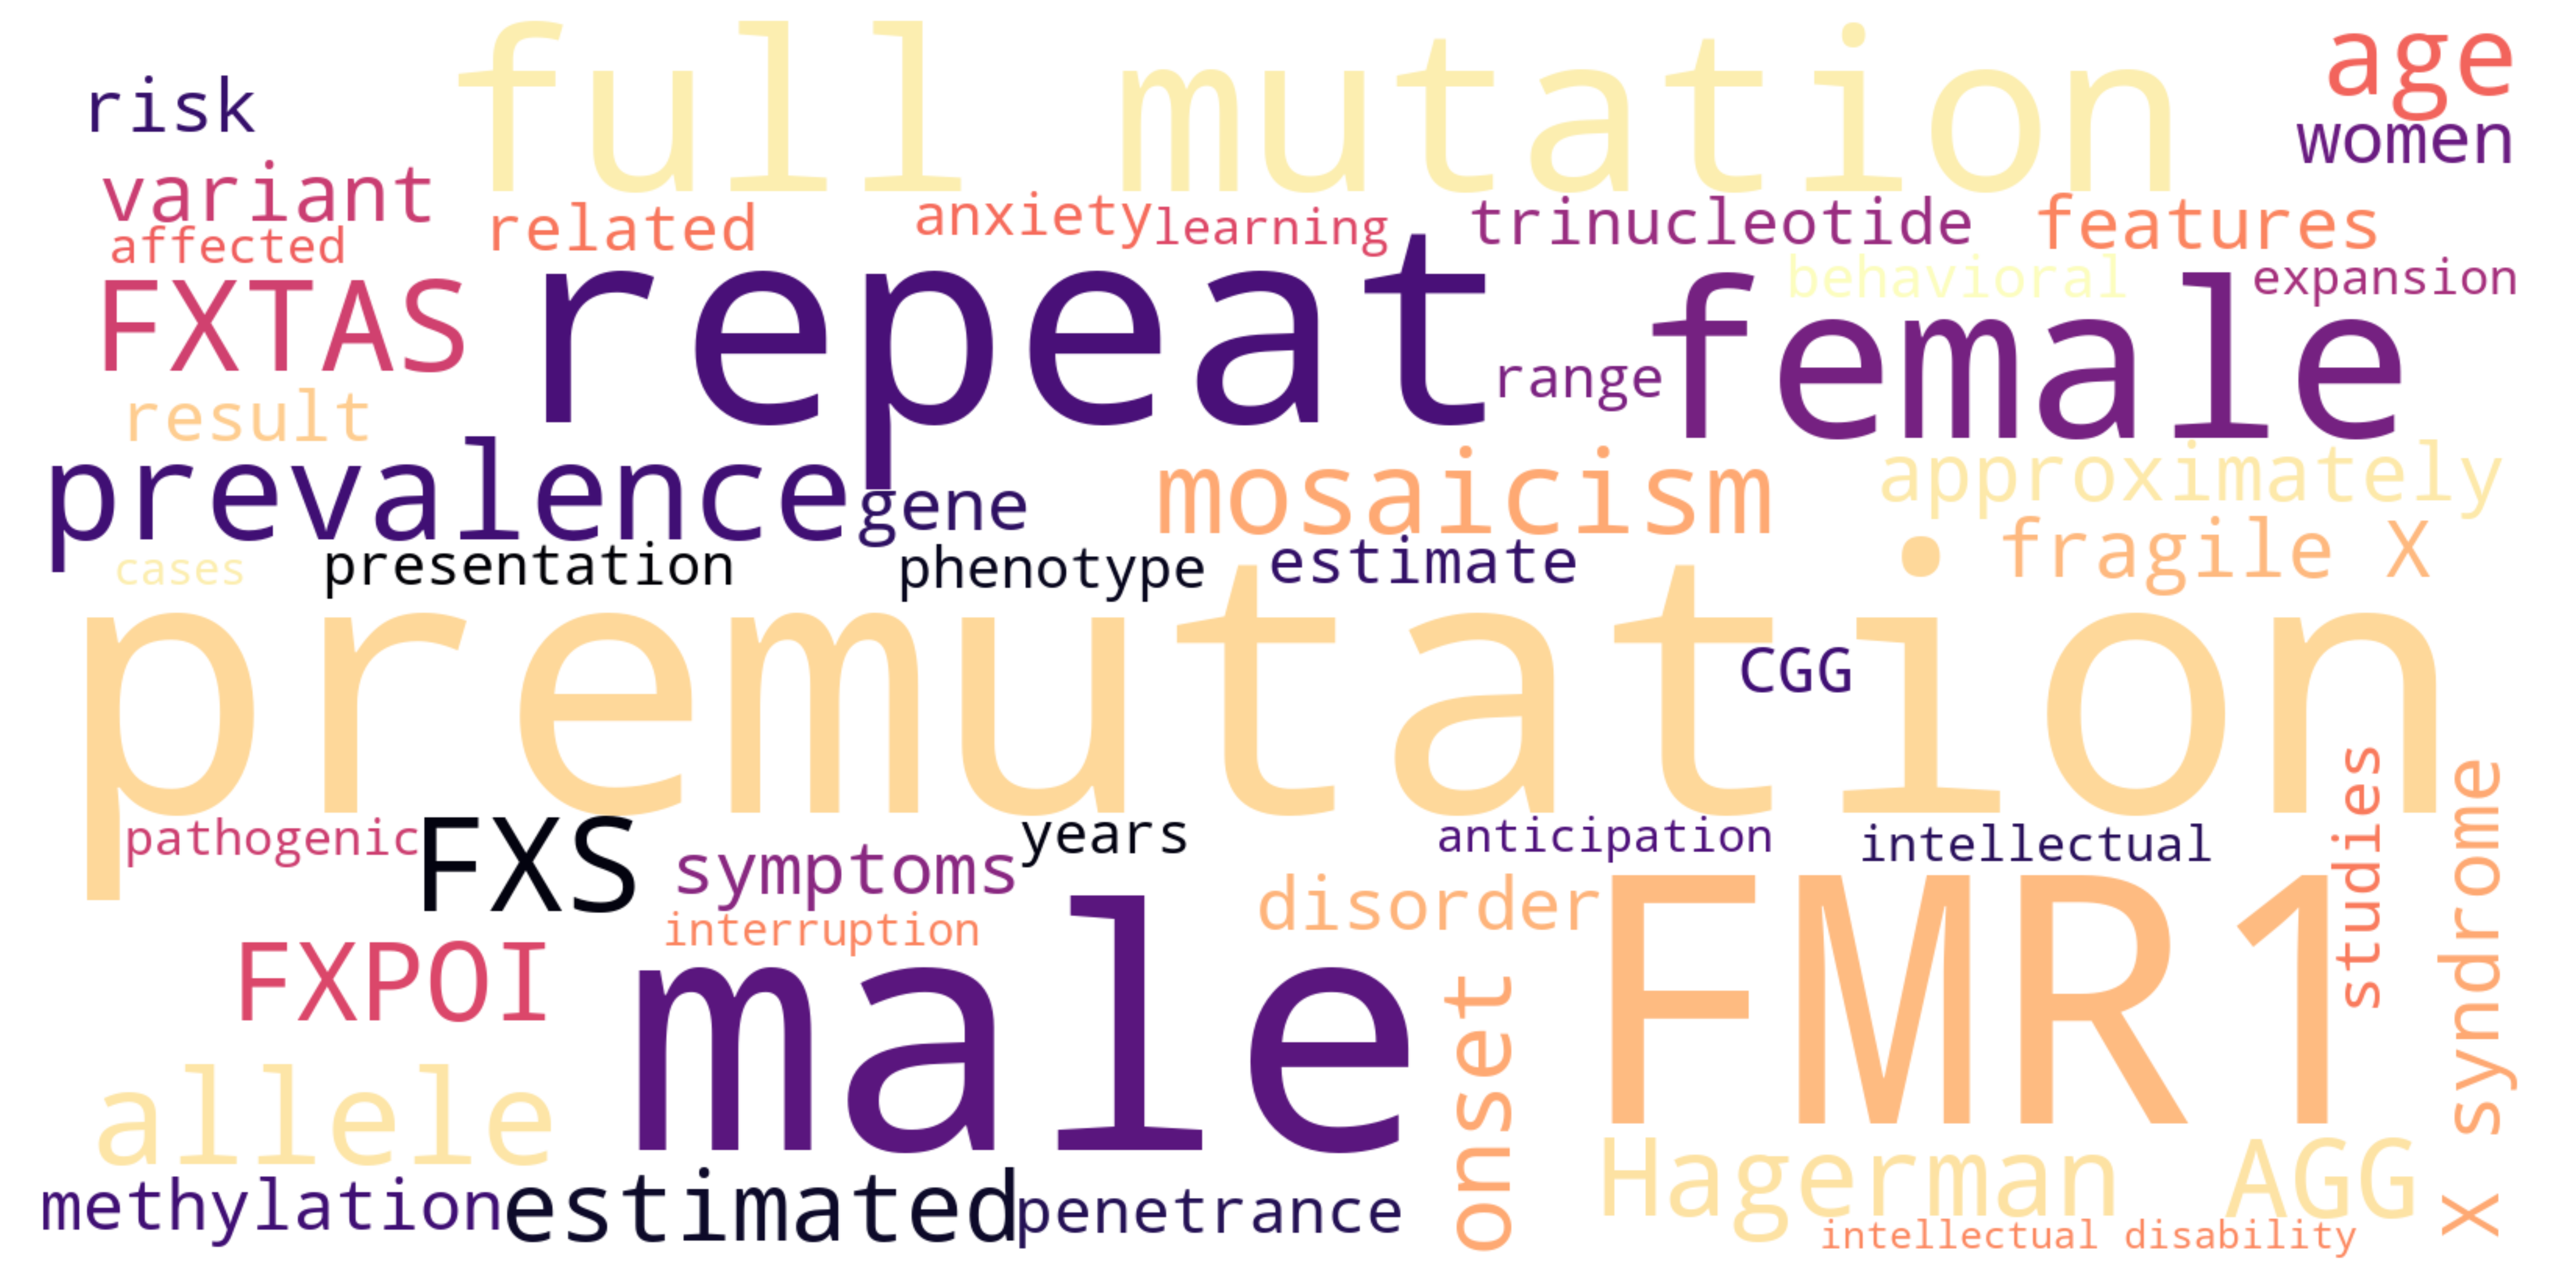 full mutation
age
risk
women
variant
related
anxiety
learning
trinucleotide
features
affected
FXTAS
repeat
behavioral
expansion
female
range
result
prevalence
gene
mosaicism
approximately
cases
presentation
phenotype
estimate
fragile X
premutation
CGG
pathogenic
FXS
symptoms
years
anticipation
intellectual
studies
X syndrome
interruption
disorder
FMR1
FXPOI
male
onset
allele
Hagerman
AGG
methylation
estimated
penetrance
intellectual disability